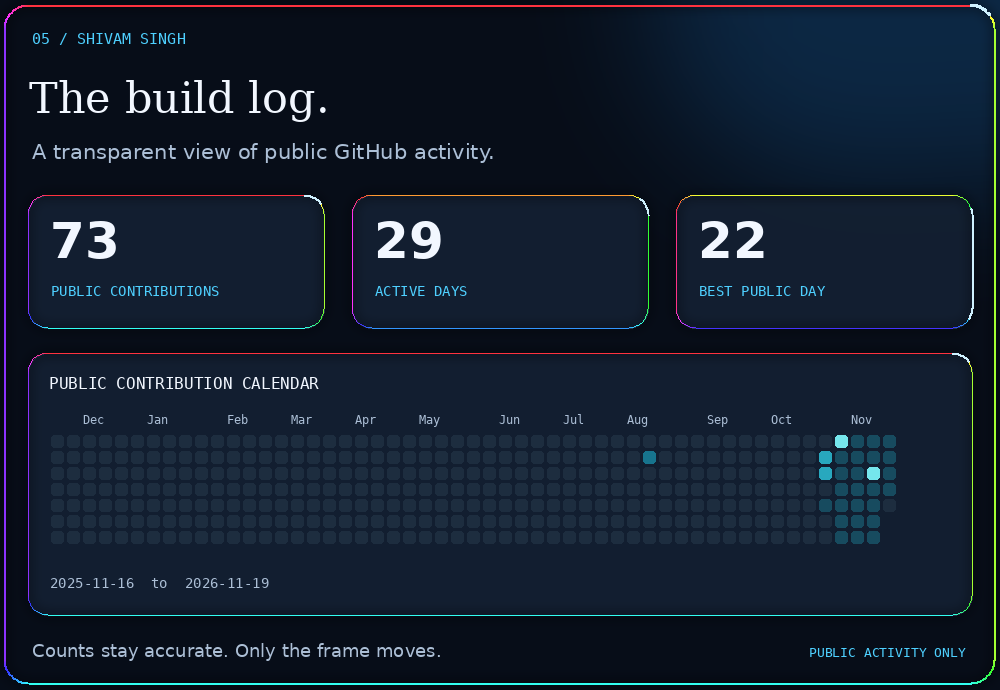 05 / SHIVAM SINGH
The build log.
A transparent view of public GitHub activity.
73
PUBLIC CONTRIBUTIONS
29
ACTIVE DAYS
22
BEST PUBLIC DAY
PUBLIC CONTRIBUTION CALENDAR
Dec Jan Feb Mar Apr May Jun Jul Aug Sep Oct Nov
2025-11-16 to 2026-11-19
Counts stay accurate. Only the frame moves.
PUBLIC ACTIVITY ONLY